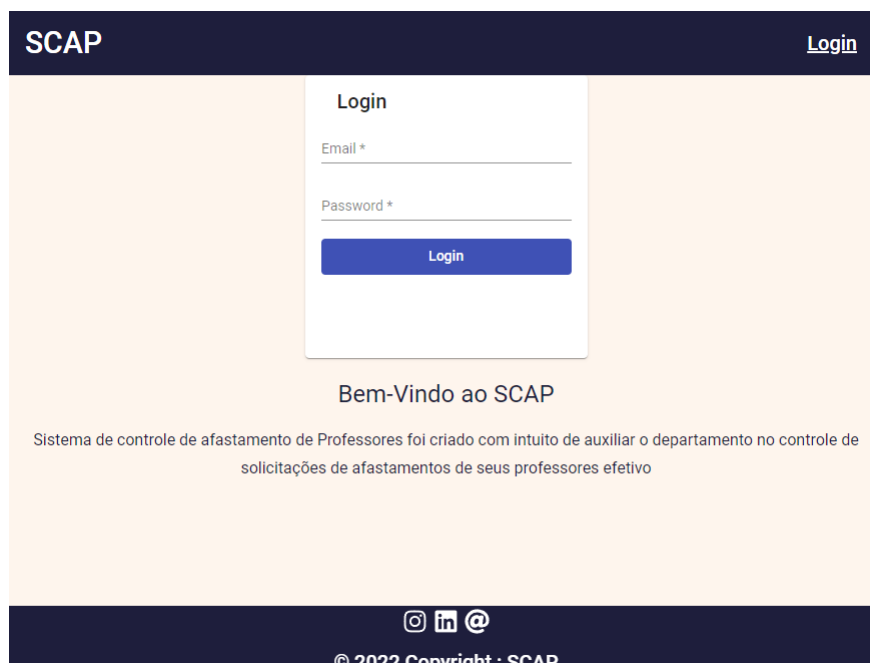 SCAP
Login
Login
Email *
Password *
Login
Bem-Vindo ao SCAP
Sistema de controle de afastamento de Professores foi criado com intuito de auxiliar o departamento no controle de
solicitações de afastamentos de seus professores efetivo
© 2022 Copyright : SCAP